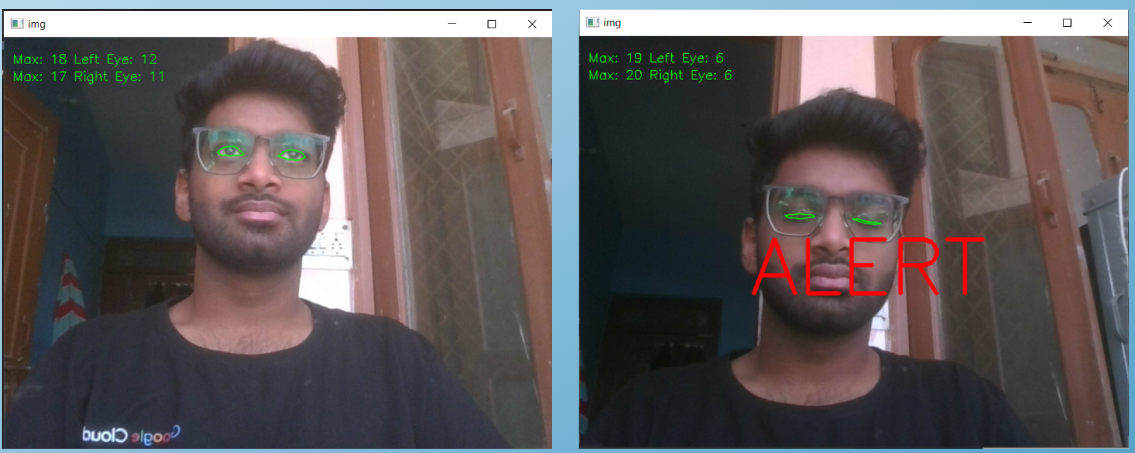 img
Max: 18 Left Eye: 12
Max: 17 Right Eye: 11
Google Cloud
img
Max: 19 Left Eye: 6
Max: 20 Right Eye: 6
ALERT